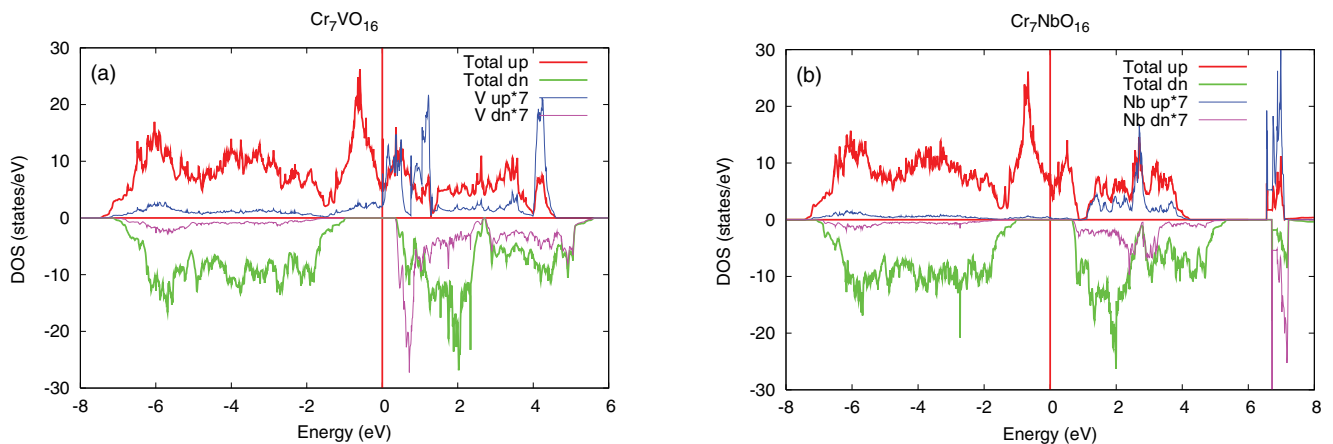 Cr₇VO₁₆
(a)
Total up
Total dn
V up*7
V dn*7
DOS (states/eV)
30
20
10
0
-10
-20
-30
-8 -6 -4 -2 0 2 4 6
Energy (eV)
Cr₇NbO₁₆
(b)
Total up
Total dn
Nb up*7
Nb dn*7
DOS (states/eV)
30
20
10
0
-10
-20
-30
-8 -6 -4 -2 0 2 4 6 8
Energy (eV)